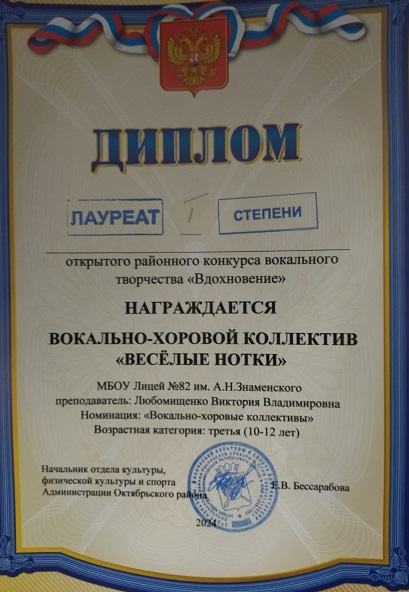 ДИПЛОМ
ЛАУРЕАТ I СТЕПЕНИ
открытого районного конкурса вокального
творчества «Вдохновение»
НАГРАЖДАЕТСЯ
ВОКАЛЬНО-ХОРОВОЙ КОЛЛЕКТИВ
«ВЕСЁЛЫЕ НОТКИ»
МБОУ Лицей №82 им. А.Н.Знаменского
преподаватель: Любомищенко Виктория Владимировна
Номинация: «Вокально-хоровые коллективы»
Возрастная категория: третья (10-12 лет)
Начальник отдела культуры,
физической культуры и спорта
Администрации Октябрьского района Е.В. Бессарабова
2024